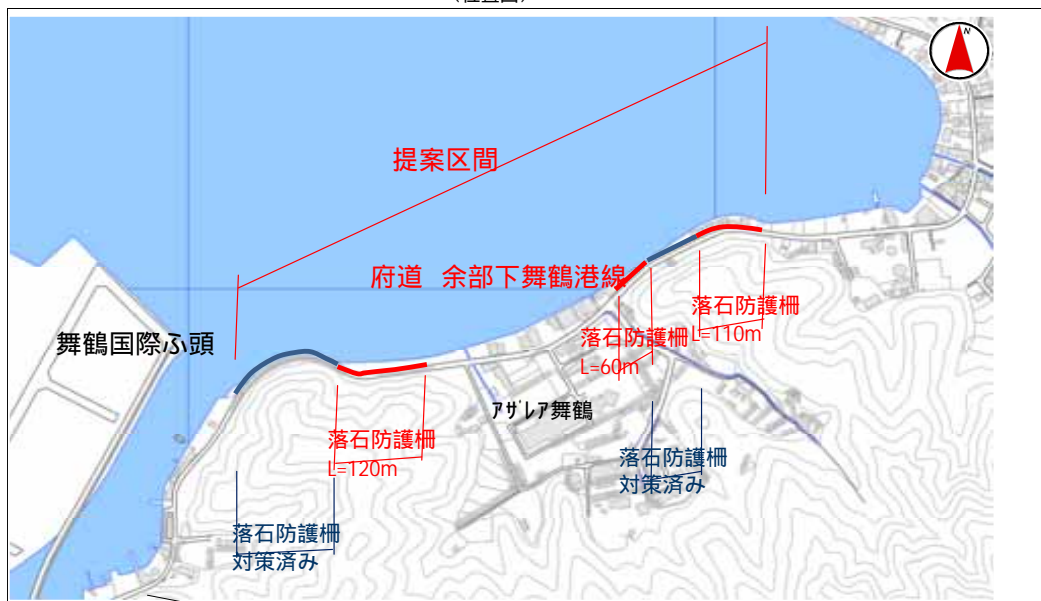 N
提案区間
府道 余部下舞鶴港線
舞鶴国際ふ頭
落石防護柵
L=110m
落石防護柵
L=60m
アザレア舞鶴
落石防護柵
L=120m
落石防護柵
対策済み
落石防護柵
対策済み